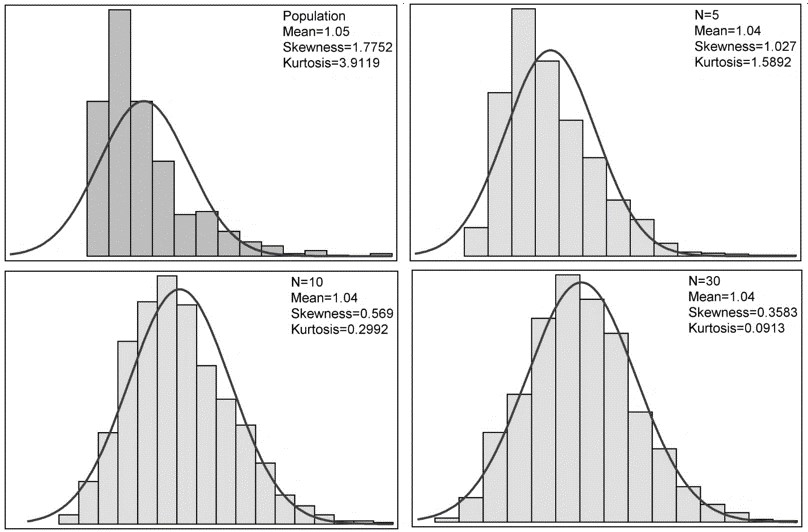 Population
Mean=1.05
Skewness=1.7752
Kurtosis=3.9119
N=5
Mean=1.04
Skewness=1.027
Kurtosis=1.5892
N=10
Mean=1.04
Skewness=0.569
Kurtosis=0.2992
N=30
Mean=1.04
Skewness=0.3583
Kurtosis=0.0913